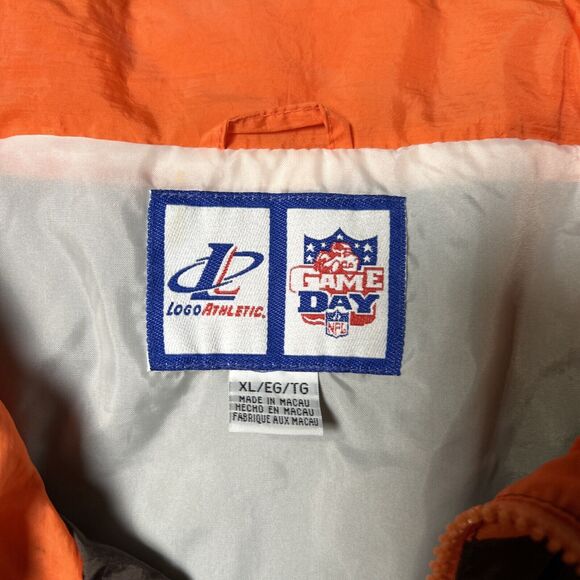 LOGO ATHLETIC.
GAME
DAY
NFL
XL/EG/TG
MADE IN MACAU
HECHO EN MACAU
FABRIQUE AUX MACAU